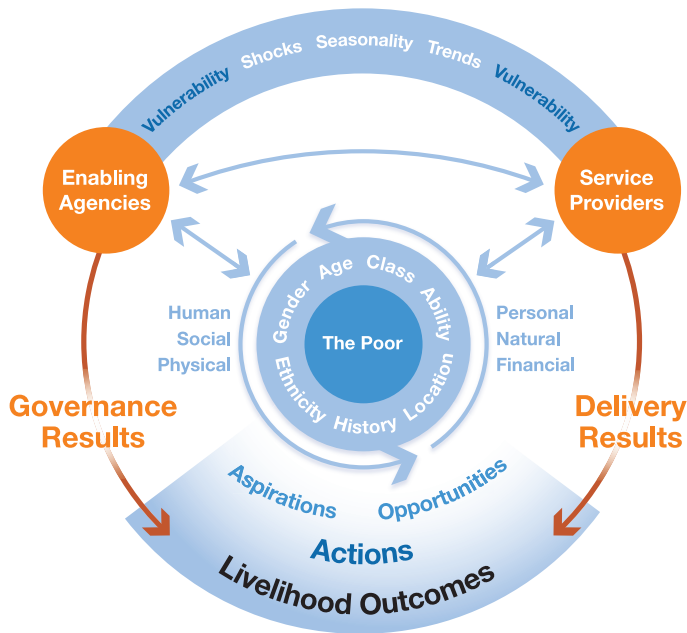 Vulnerability Shocks Seasonality Trends Vulnerability
Enabling
Agencies
Service
Providers
Gender Age Class Ability
The Poor
Ethnicity History Location
Human
Social
Physical
Personal
Natural
Financial
Governance
Results
Delivery
Results
Aspirations Opportunities
Actions
Livelihood Outcomes